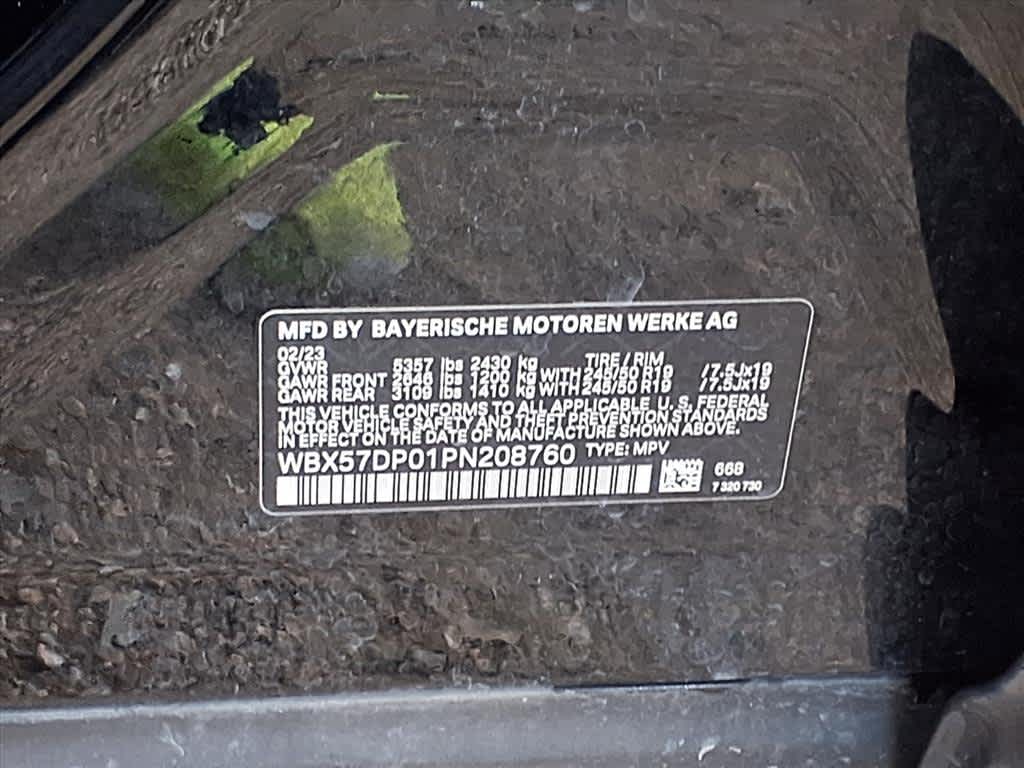 MFD BY BAYERISCHE MOTOREN WERKE AG
02/23
GVWR 5357 lbs 2430 kg TIRE / RIM
GAWR FRONT 2646 lbs 1200 kg WITH 245/50 R19 / 7.5Jx19
GAWR REAR 3109 lbs 1410 kg WITH 245/50 R19 / 7.5Jx19
THIS VEHICLE CONFORMS TO ALL APPLICABLE U. S. FEDERAL
MOTOR VEHICLE SAFETY AND THEFT PREVENTION STANDARDS
IN EFFECT ON THE DATE OF MANUFACTURE SHOWN ABOVE.
WBX57DP01PN208760 TYPE: MPV
668
7 320 730